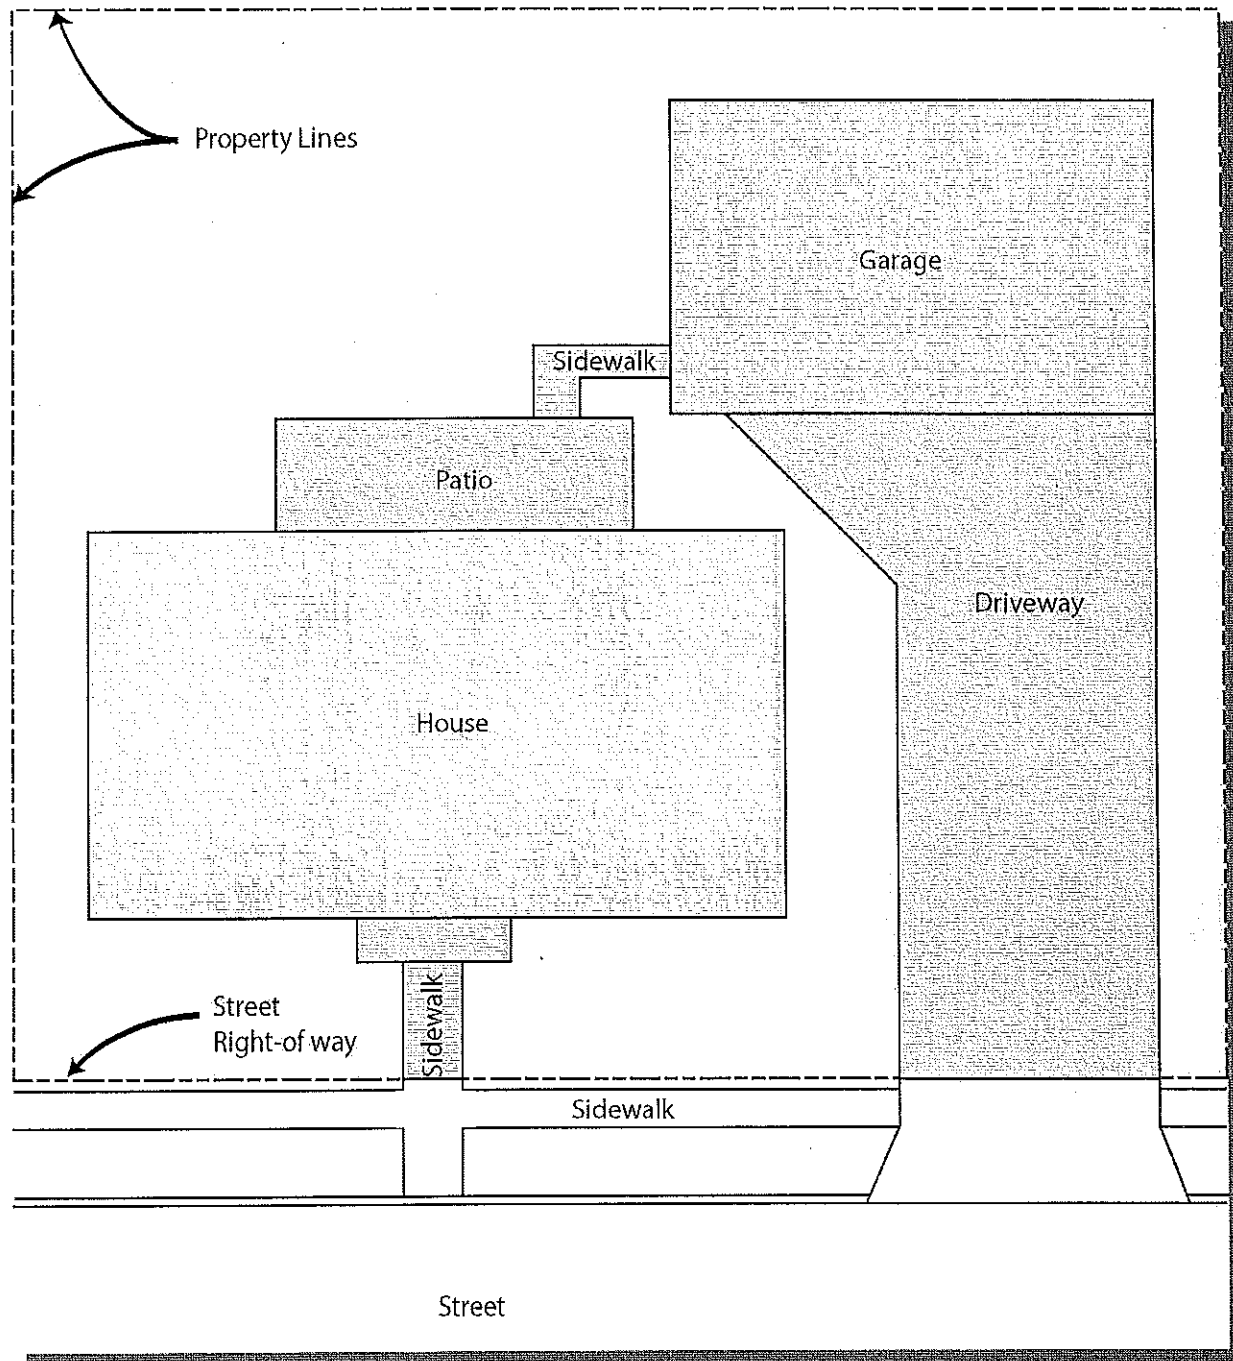 Property Lines
Garage
Sidewalk
Patio
Driveway
House
Sidewalk
Street
Right-of way
Sidewalk
Street